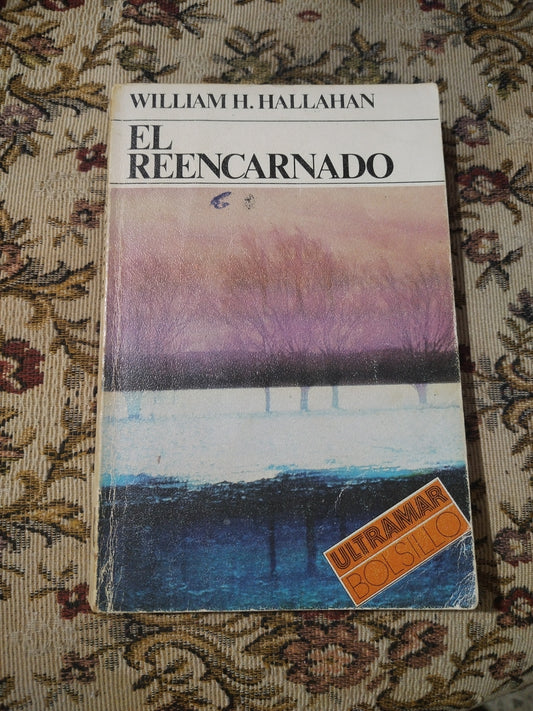 WILLIAM H. HALLAHAN
EL
REENCARNADO
ULTRAMAR
BOLSILLO